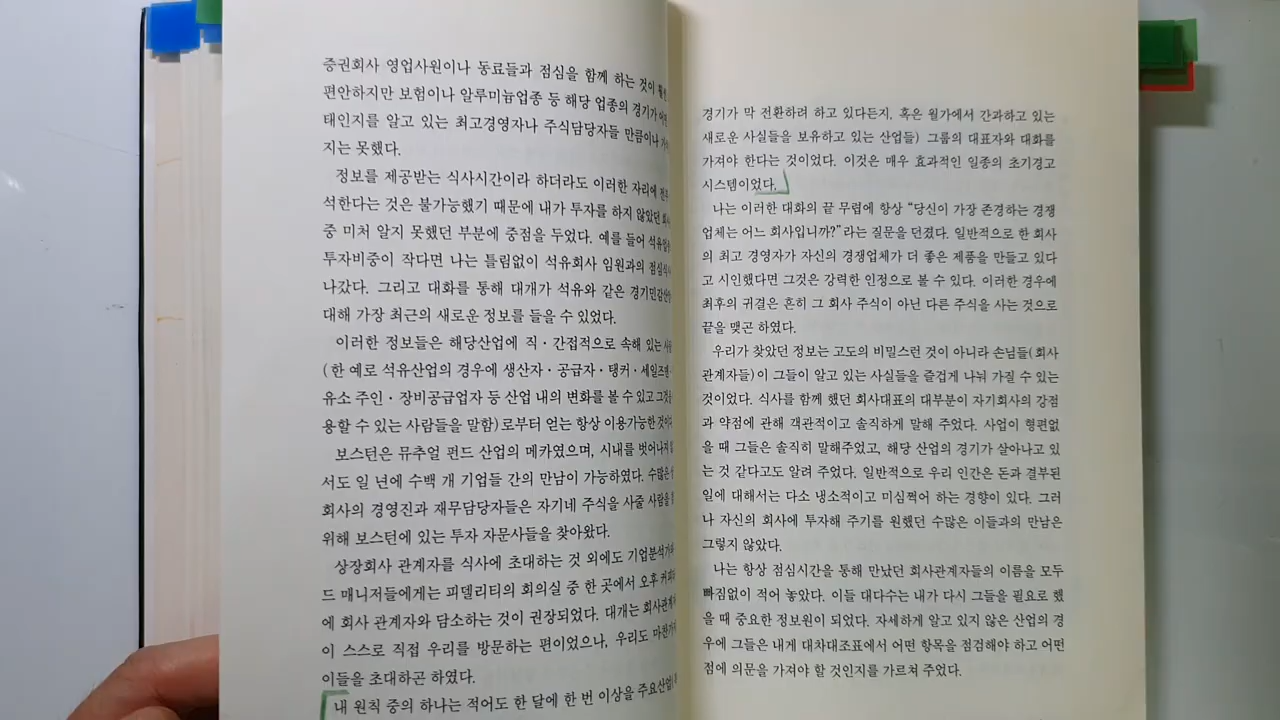 증권회사 영업사원이나 동료들과 점심을 함께 하는 것이
편안하지만 보험이나 알루미늄업종 등 해당 업종의 경기가
태인지를 알고 있는 최고경영자나 주식담당자들 만큼이나
지는 못했다.
정보를 제공받는 식사시간이라 하더라도 이러한 자리에
석한다는 것은 불가능했기 때문에 내가 투자를 하지 않았던
중 미처 알지 못했던 부분에 중점을 두었다. 예를 들어
투자비중이 작다면 나는 틀림없이 석유회사 임원과의
나갔다. 그리고 대화를 통해 대개가 석유와 같은
대해 가장 최근의 새로운 정보를 들을 수 있었다.
이러한 정보들은 해당산업에 직·간접적으로 속해 있는
(한 예로 석유산업의 경우에 생산자·공급자·탱커·
유소 주인·장비공급업자 등 산업 내의 변화를 볼 수 있고
용할 수 있는 사람들을 말함)로부터 얻는 항상 이용가능한
보스턴은 뮤추얼 펀드 산업의 메카였으며, 시내를 벗어나지
서도 일 년에 수백 개 기업들 간의 만남이 가능하였다. 수많은
회사의 경영진과 재무담당자들은 자기네 주식을 사줄 사람을
위해 보스턴에 있는 투자 자문사들을 찾아왔다.
상장회사 관계자를 식사에 초대하는 것 외에도
드 매니저들에게는 피델리티의 회의실 중 한 곳에서 오후
에 회사 관계자와 담소하는 것이 권장되었다. 대개는
이 스스로 직접 우리를 방문하는 편이었으나, 우리도
이들을 초대하곤 하였다.
내 원칙 중의 하나는 적어도 한 달에 한 번 이상을
경기가 막 전환하려 하고 있다든지, 혹은 월가에서 간과하고 있는
새로운 사실들을 보유하고 있는 산업들) 그룹의 대표자와 대화를
가져야 한다는 것이었다. 이것은 매우 효과적인 일종의 초기경고
시스템이었다.
나는 이러한 대화의 끝 무렵에 항상 “당신이 가장 존경하는 경쟁
업체는 어느 회사입니까?”라는 질문을 던졌다. 일반적으로 한 회사
의 최고 경영자가 자신의 경쟁업체가 더 좋은 제품을 만들고 있다
고 시인했다면 그것은 강력한 인정으로 볼 수 있다. 이러한 경우에
최후의 귀결은 흔히 그 회사 주식이 아닌 다른 주식을 사는 것으로
끝을 맺곤 하였다.
우리가 찾았던 정보는 고도의 비밀스런 것이 아니라 손님들(회사
관계자들)이 그들이 알고 있는 사실들을 즐겁게 나눠 가질 수 있는
것이었다. 식사를 함께 했던 회사대표의 대부분이 자기회사의 강점
과 약점에 관해 객관적이고 솔직하게 말해 주었다. 사업이 형편없
을 때 그들은 솔직히 말해주었고, 해당 산업의 경기가 살아나고 있
는 것 같다고도 알려 주었다. 일반적으로 우리 인간은 돈과 결부된
일에 대해서는 다소 냉소적이고 미심쩍어 하는 경향이 있다. 그러
나 자신의 회사에 투자해 주기를 원했던 수많은 이들과의 만남은
그렇지 않았다.
나는 항상 점심시간을 통해 만났던 회사관계자들의 이름을 모두
빠짐없이 적어 놓았다. 이들 대다수는 내가 다시 그들을 필요로 했
을 때 중요한 정보원이 되었다. 자세하게 알고 있지 않은 산업의 경
우에 그들은 내게 대차대조표에서 어떤 항목을 점검해야 하고 어떤
점에 의문을 가져야 할 것인지를 가르쳐 주었다.